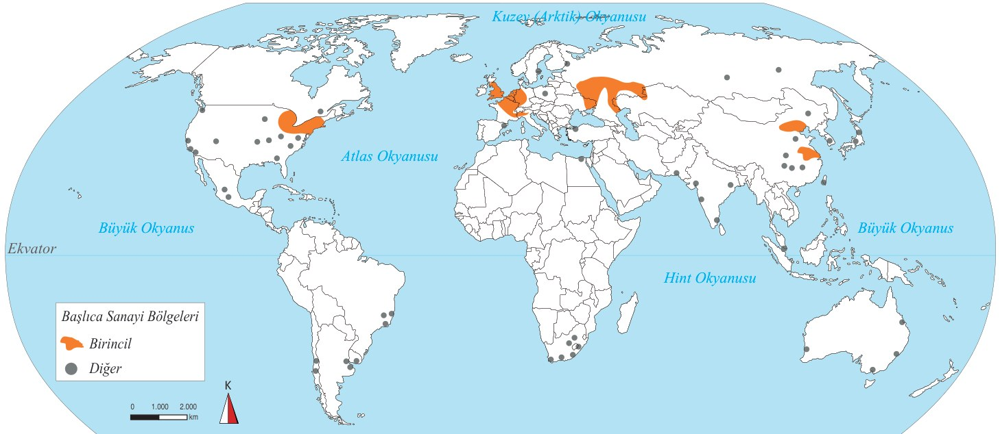 Kuzey (Arktik) Okyanusu
Atlas Okyanusu
Büyük Okyanus
Büyük Okyanus
Ekvator
Hint Okyanusu
Başlıca Sanayi Bölgeleri
Birincil
Diğer
K
0 1.000 2.000
km